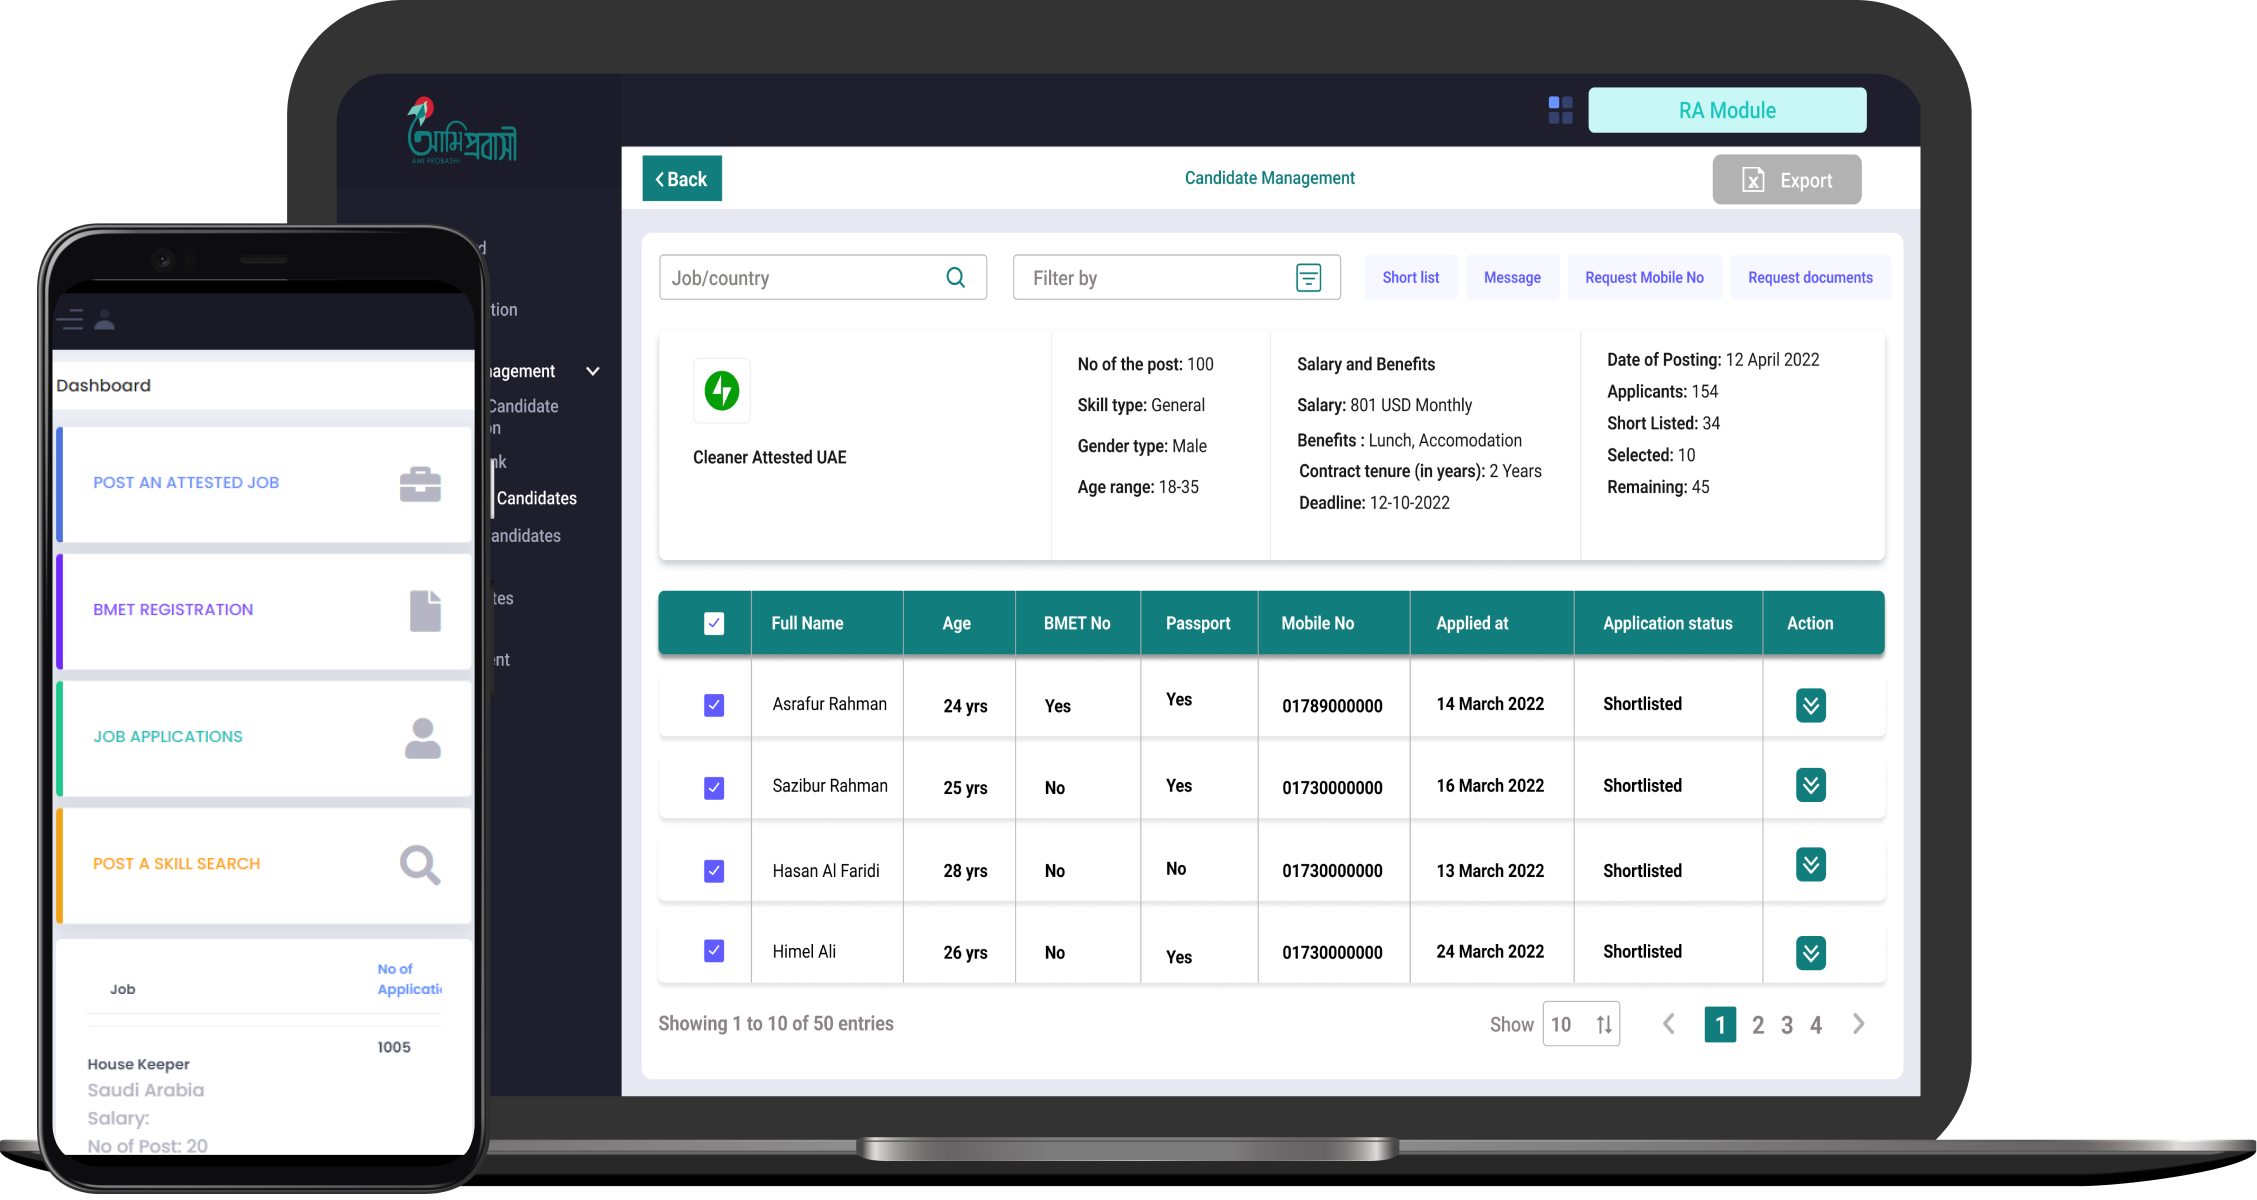 আমি প্রবাসী
AMI PROBASHI
RA Module
Back
Candidate Management
Export
Job/country
Filter by
Short list
Message
Request Mobile No
Request documents
Cleaner Attested UAE
No of the post: 100
Skill type: General
Gender type: Male
Age range: 18-35
Salary and Benefits
Salary: 801 USD Monthly
Benefits : Lunch, Accomodation
Contract tenure (in years): 2 Years
Deadline: 12-10-2022
Date of Posting: 12 April 2022
Applicants: 154
Short Listed: 34
Selected: 10
Remaining: 45
Full Name Age BMET No Passport Mobile No Applied at Application status Action
Asrafur Rahman 24 yrs Yes Yes 01789000000 14 March 2022 Shortlisted
Sazibur Rahman 25 yrs No Yes 01730000000 16 March 2022 Shortlisted
Hasan Al Faridi 28 yrs No No 01730000000 13 March 2022 Shortlisted
Himel Ali 26 yrs No Yes 01730000000 24 March 2022 Shortlisted
Showing 1 to 10 of 50 entries
Show 10
1 2 3 4
d
tion
agement
Candidate
n
nk
Candidates
andidates
tes
nt
Dashboard
POST AN ATTESTED JOB
BMET REGISTRATION
JOB APPLICATIONS
POST A SKILL SEARCH
Job
No of
Applicati
1005
House Keeper
Saudi Arabia
Salary:
No of Post: 20